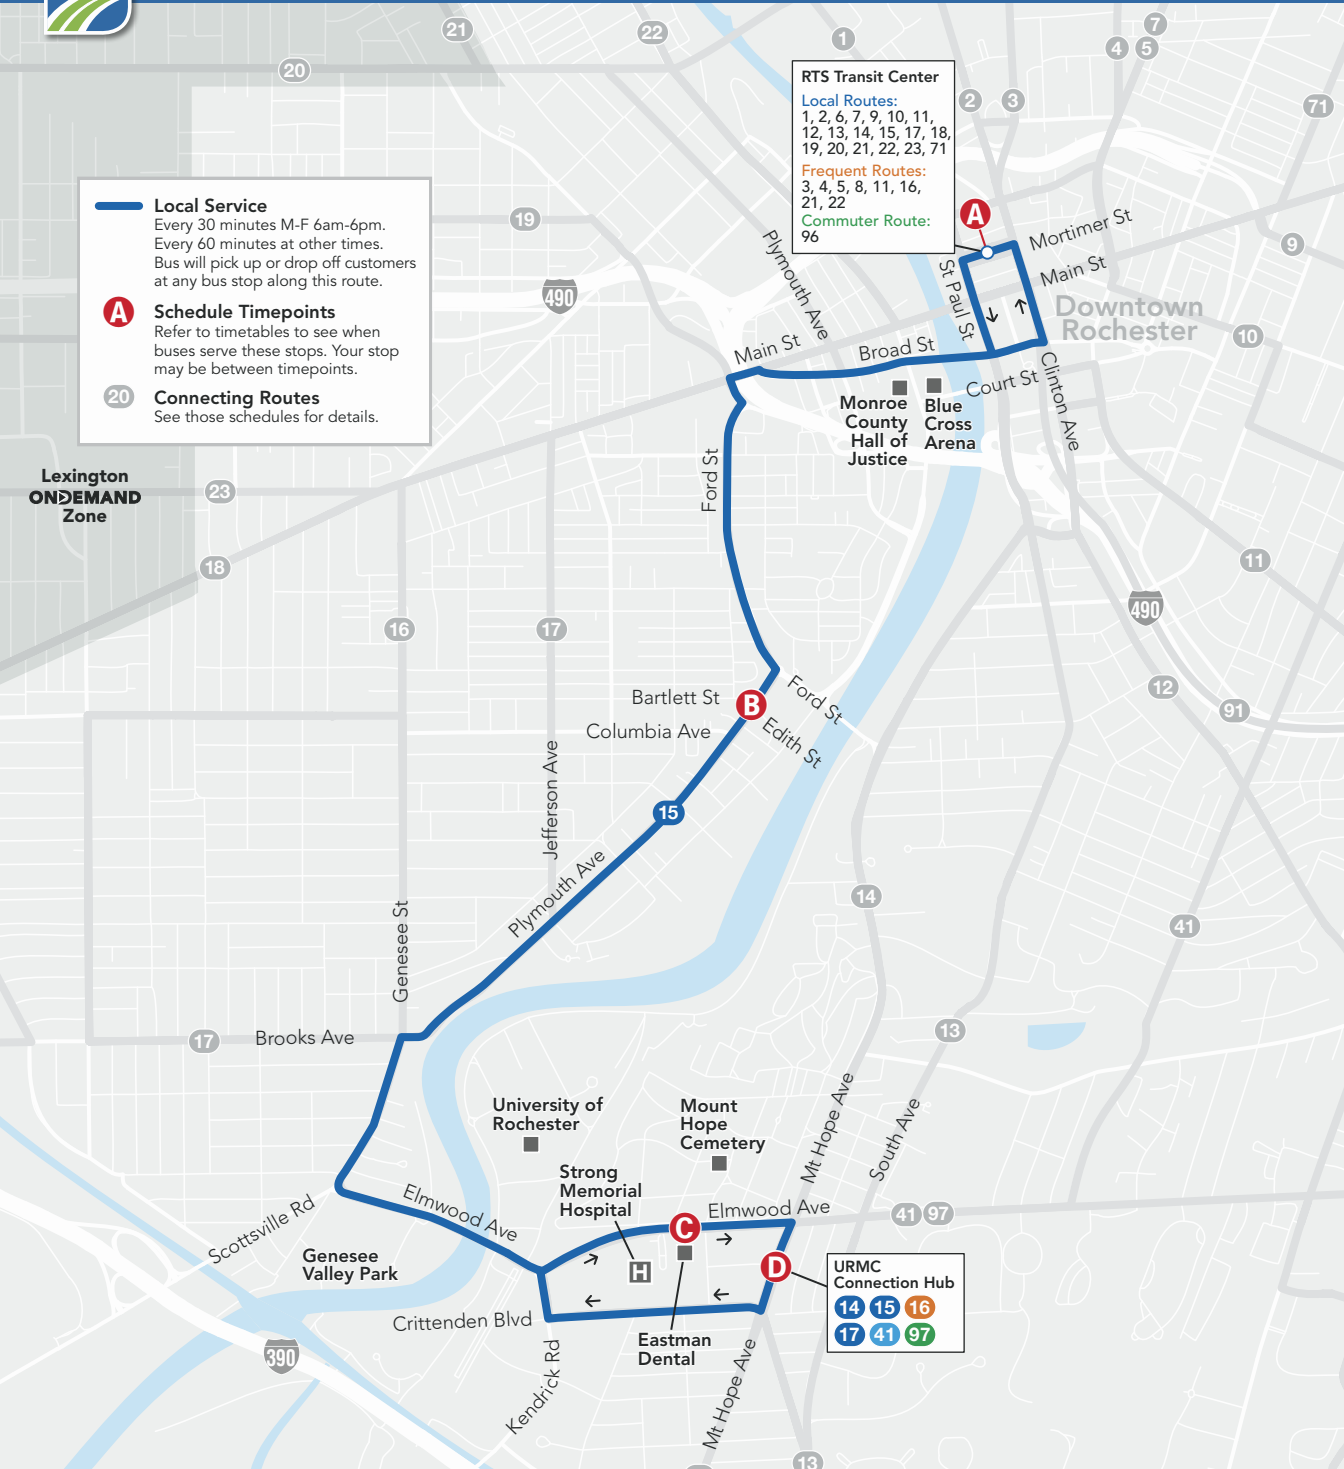 21
22
1
7
4
5
20
2
3
71
RTS Transit Center
Local Routes:
1, 2, 6, 7, 9, 10, 11,
12, 13, 14, 15, 17, 18,
19, 20, 21, 22, 23, 71
Frequent Routes:
3, 4, 5, 8, 11, 16,
21, 22
Commuter Route:
96
A
Local Service
Every 30 minutes M-F 6am-6pm.
Every 60 minutes at other times.
Bus will pick up or drop off customers
at any bus stop along this route.
A
Schedule Timepoints
Refer to timetables to see when
buses serve these stops. Your stop
may be between timepoints.
20
Connecting Routes
See those schedules for details.
19
490
Plymouth Ave
St Paul St
Mortimer St
Main St
9
Downtown
Rochester
10
Main St
Broad St
Court St
Clinton Ave
Monroe
County
Hall of
Justice
Blue
Cross
Arena
Lexington
ONDEMAND
Zone
23
Ford St
18
11
490
16
17
12
91
Bartlett St
B
Ford St
Columbia Ave
Edith St
Jefferson Ave
15
Plymouth Ave
14
41
Genesee St
17
Brooks Ave
13
University of
Rochester
Mount
Hope
Cemetery
Mt Hope Ave
South Ave
Strong
Memorial
Hospital
Elmwood Ave
Elmwood Ave
41
97
Scottsville Rd
C
Genesee
Valley Park
H
D
URMC
Connection Hub
14
15
16
17
41
97
Crittenden Blvd
Eastman
Dental
390
Kendrick Rd
Mt Hope Ave
13